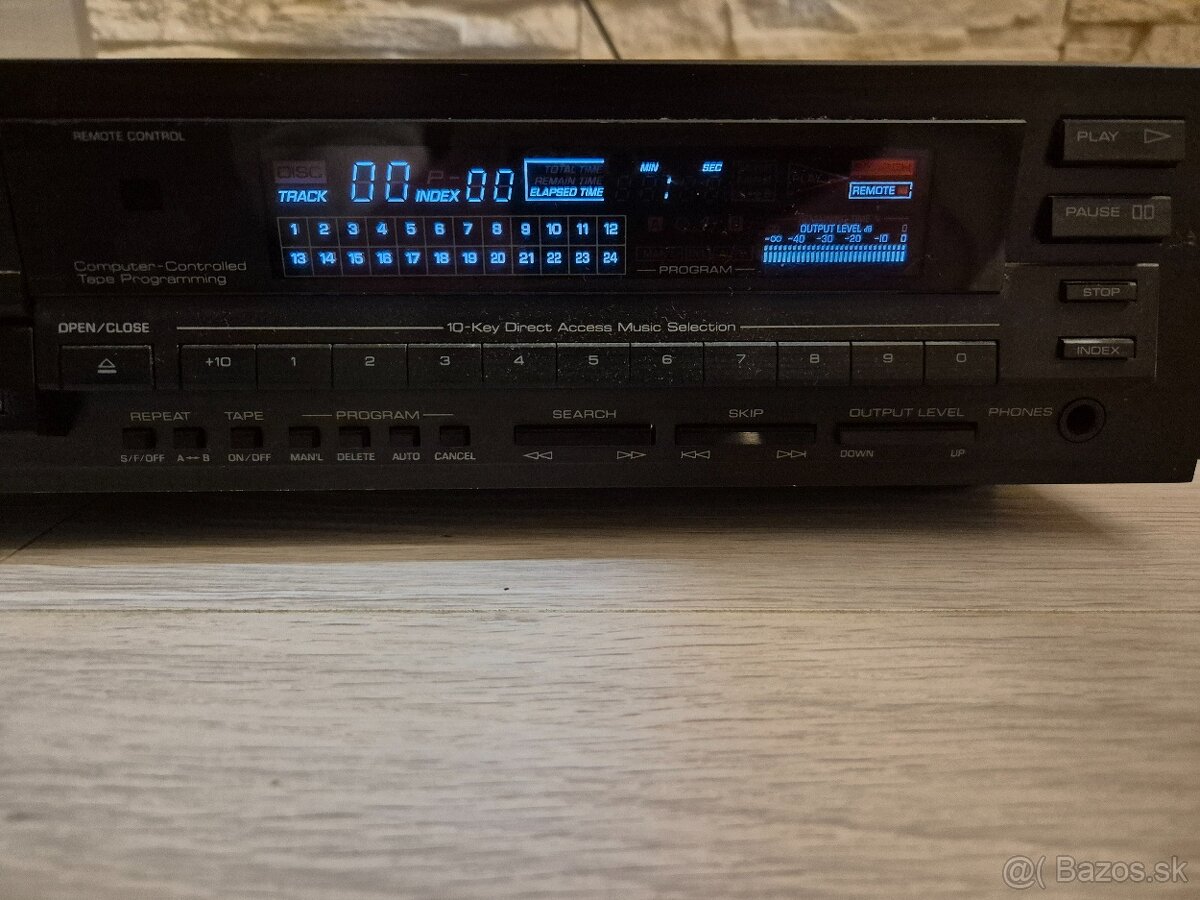 REMOTE CONTROL
PLAY
DISC
TRACK 00 INDEX 00
TOTAL TIME
REMAIN TIME
ELAPSED TIME
MIN SEC
REMOTE
OUTPUT LEVEL dB
-∞ -40 -30 -20 -10 0
1 2 3 4 5 6 7 8 9 10 11 12
13 14 15 16 17 18 19 20 21 22 23 24
PROGRAM
PAUSE
Computer-Controlled
Tape Programming
STOP
OPEN/CLOSE
10-Key Direct Access Music Selection
+10 1 2 3 4 5 6 7 8 9 0
INDEX
REPEAT TAPE PROGRAM SEARCH SKIP OUTPUT LEVEL PHONES
S/F/OFF A↔B ON/OFF MAN'L DELETE AUTO CANCEL DOWN UP
@( Bazos.sk